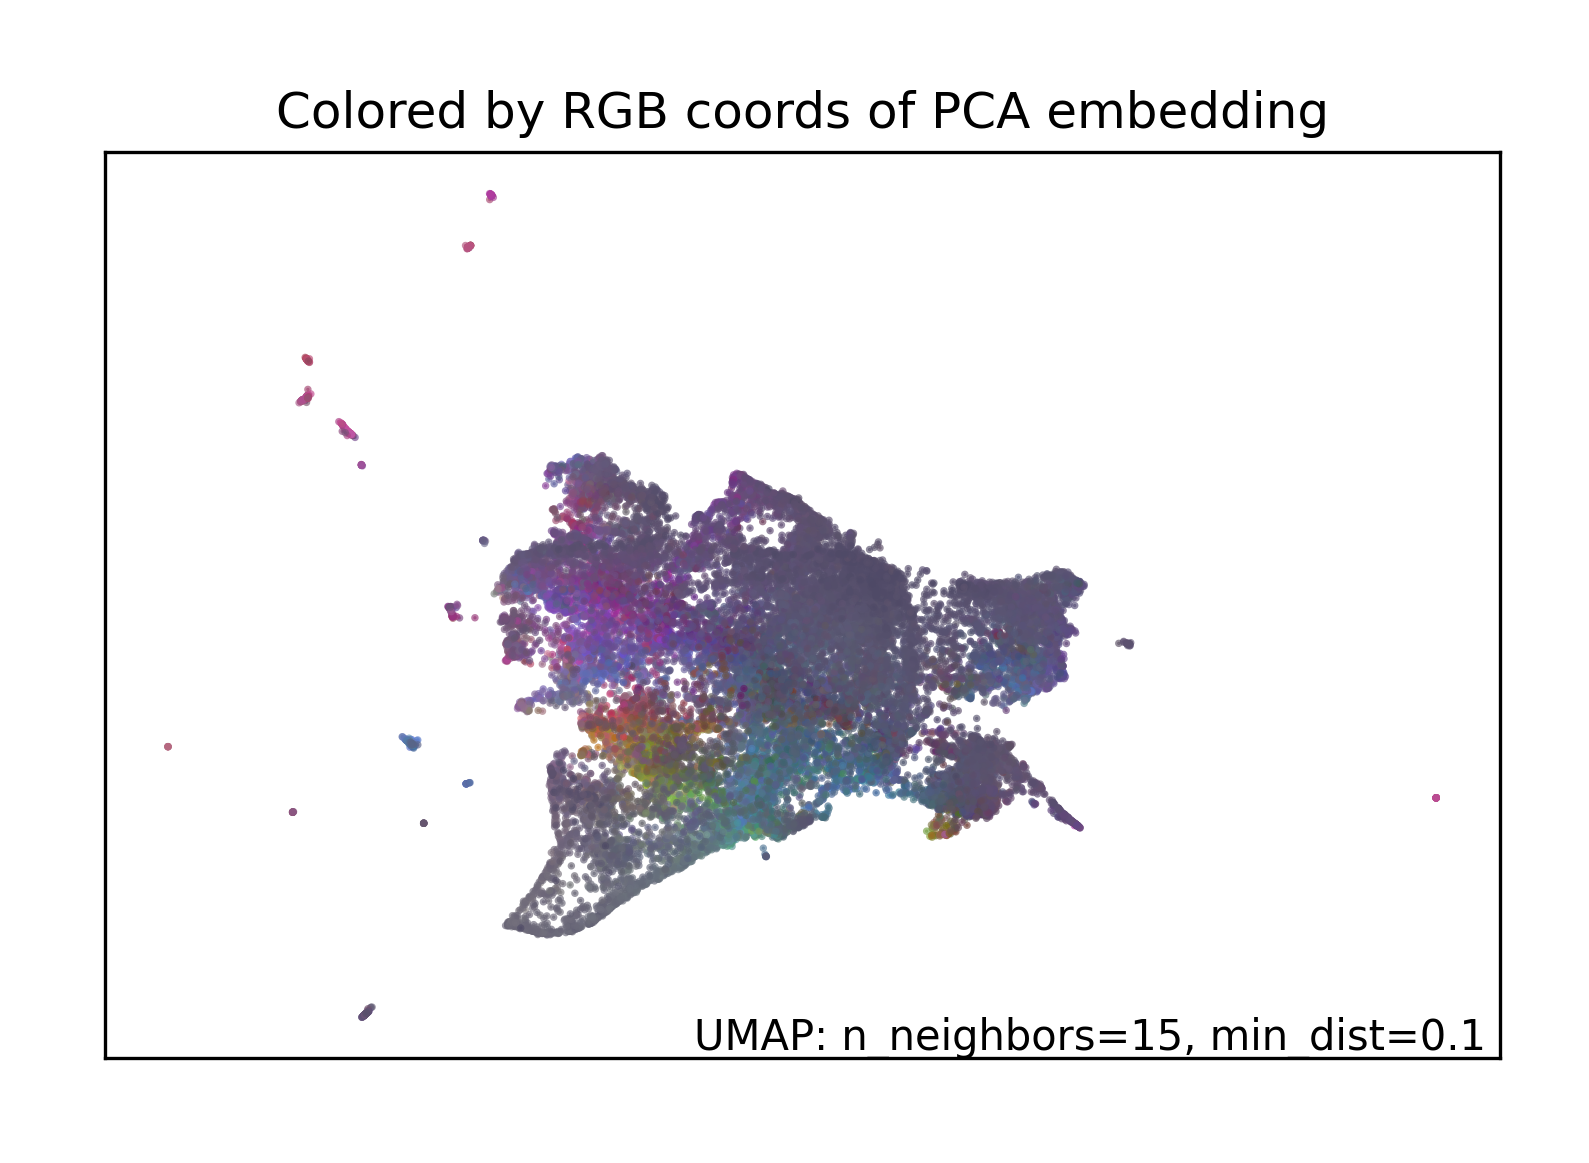 Colored by RGB coords of PCA embedding
UMAP: n_neighbors=15, min_dist=0.1